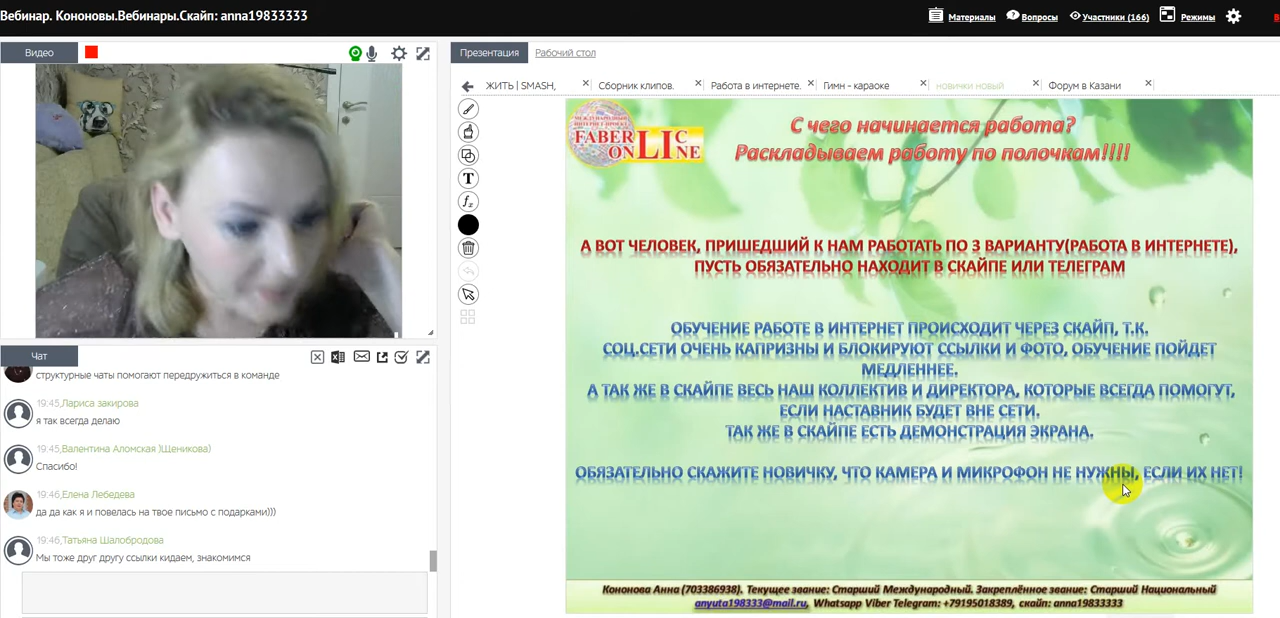 Вебинар. Кононовы.Вебинары.Скайп: anna19833333
Материалы
Вопросы
Участники (166)
Режимы
Видео
Презентация
Рабочий стол
ЖИТЬ | SMASH,
Сборник клипов.
Работа в интернете.
Гимн - караоке
новички новый
Форум в Казани
МЕЖДУНАРОДНЫЙ
ИНТЕРНЕТ-ПРОЕКТ
FABERLIC
ONLINE
С чего начинается работа?
Раскладываем работу по полочкам!!!!
А ВОТ ЧЕЛОВЕК, ПРИШЕДШИЙ К НАМ РАБОТАТЬ ПО 3 ВАРИАНТУ(РАБОТА В ИНТЕРНЕТЕ),
ПУСТЬ ОБЯЗАТЕЛЬНО НАХОДИТ В СКАЙПЕ ИЛИ ТЕЛЕГРАМ
ОБУЧЕНИЕ РАБОТЕ В ИНТЕРНЕТ ПРОИСХОДИТ ЧЕРЕЗ СКАЙП, Т.К.
СОЦ.СЕТИ ОЧЕНЬ КАПРИЗНЫ И БЛОКИРУЮТ ССЫЛКИ И ФОТО, ОБУЧЕНИЕ ПОЙДЕТ
МЕДЛЕННЕЕ.
А ТАК ЖЕ В СКАЙПЕ ВЕСЬ НАШ КОЛЛЕКТИВ И ДИРЕКТОРА, КОТОРЫЕ ВСЕГДА ПОМОГУТ,
ЕСЛИ НАСТАВНИК БУДЕТ ВНЕ СЕТИ.
ТАК ЖЕ В СКАЙПЕ ЕСТЬ ДЕМОНСТРАЦИЯ ЭКРАНА.
ОБЯЗАТЕЛЬНО СКАЖИТЕ НОВИЧКУ, ЧТО КАМЕРА И МИКРОФОН НЕ НУЖНЫ, ЕСЛИ ИХ НЕТ!
Кононова Анна (703386938). Текущее звание: Старший Международный. Закреплённое звание: Старший Национальный
anyuta198333@mail.ru, Whatsapp Viber Telegram: +79195018389, скайп: anna19833333
Чат
структурные чаты помогают передружиться в команде
19:45,Лариса закирова
я так всегда делаю
19:45,Валентина Аломская )Щеникова)
Спасибо!
19:46,Елена Лебедева
да да как я и повелась на твое письмо с подарками)))
19:46,Татьяна Шалобродова
Мы тоже друг другу ссылки кидаем, знакомимся